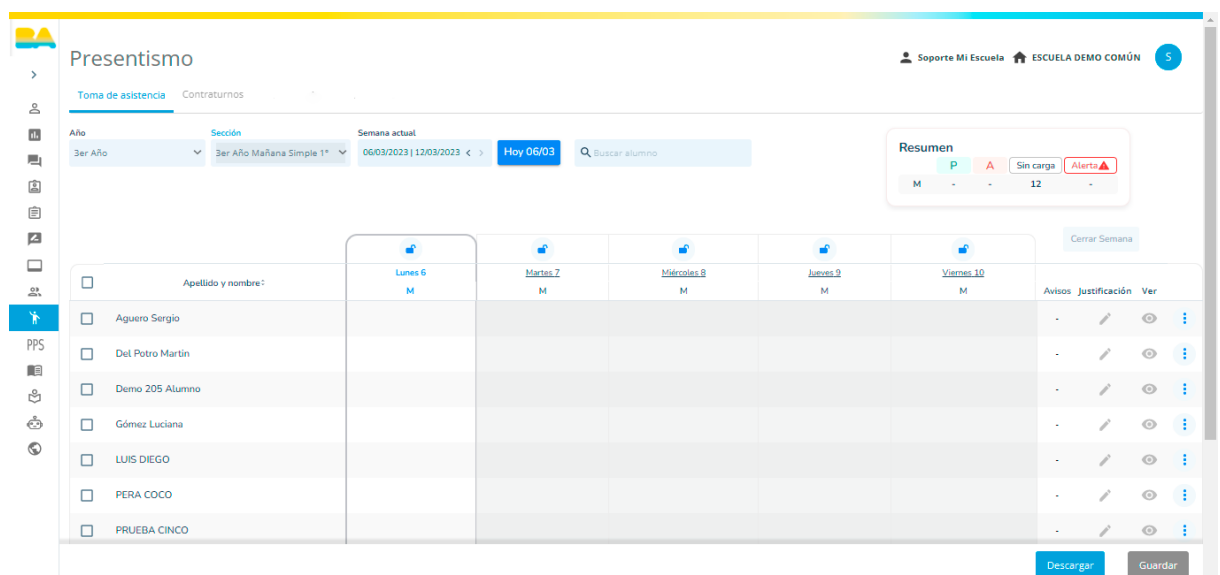 BA
Presentismo
Soporte Mi Escuela ESCUELA DEMO COMÚN S
Toma de asistencia Contraturnos
Año Sección Semana actual
3er Año 3er Año Mañana Simple 1° 06/03/2023 | 12/03/2023 < > Hoy 06/03 Buscar alumno
Resumen
P A Sin carga Alerta
M - - 12 -
Cerrar Semana
Lunes 6 Martes 7 Miércoles 8 Jueves 9 Viernes 10
Apellido y nombre
M M M M M Avisos Justificación Ver
Aguero Sergio -
Del Potro Martin -
Demo 205 Alumno -
Gómez Luciana -
LUIS DIEGO -
PERA COCO -
PRUEBA CINCO -
PPS
Descargar Guardar